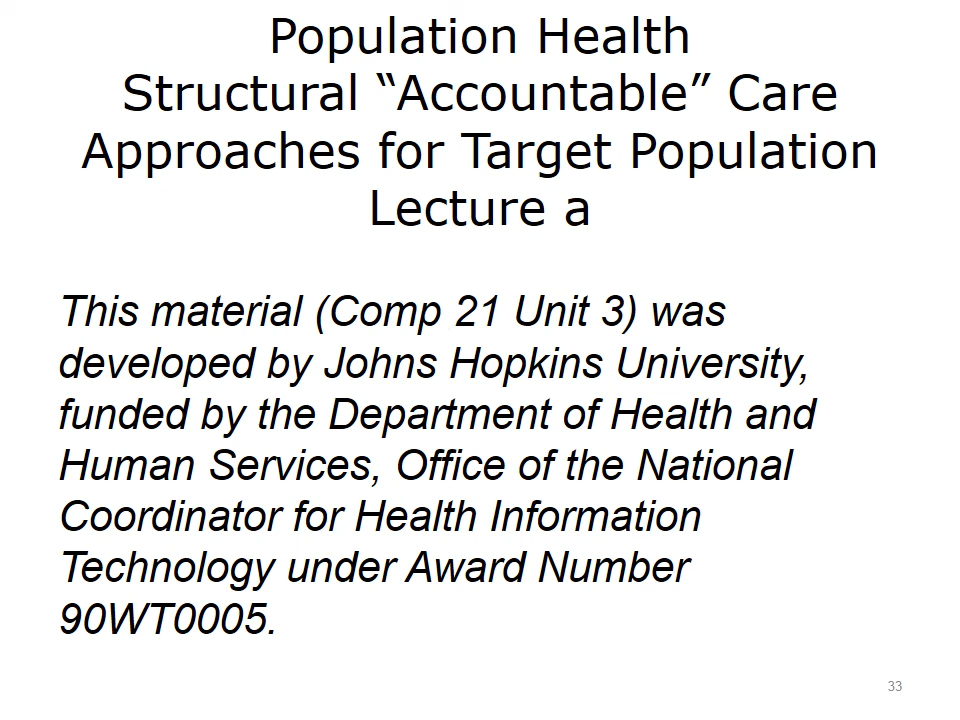 Population Health
Structural “Accountable” Care
Approaches for Target Population
Lecture a
This material (Comp 21 Unit 3) was
developed by Johns Hopkins University,
funded by the Department of Health and
Human Services, Office of the National
Coordinator for Health Information
Technology under Award Number
90WT0005.
33